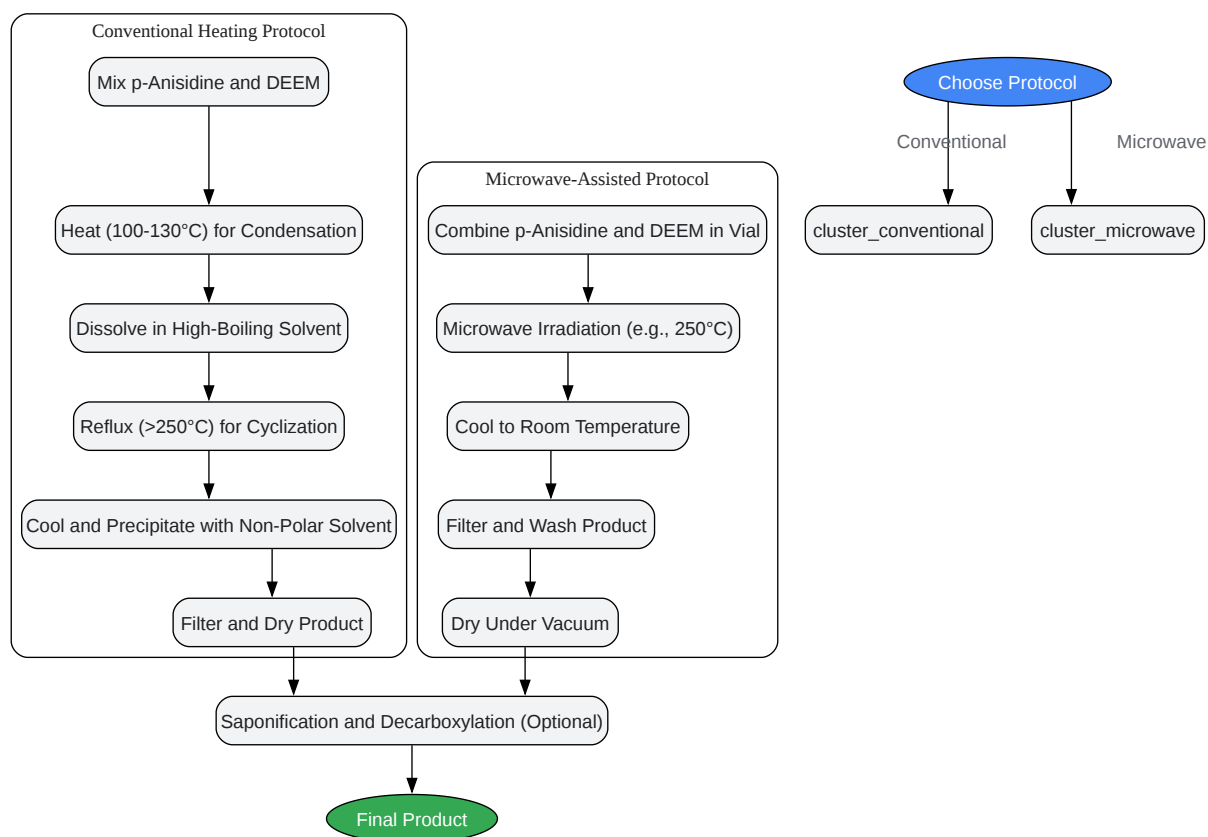 Conventional Heating Protocol
Mix p-Anisidine and DEEM
Heat (100-130°C) for Condensation
Dissolve in High-Boiling Solvent
Reflux (>250°C) for Cyclization
Cool and Precipitate with Non-Polar Solvent
Filter and Dry Product
Microwave-Assisted Protocol
Combine p-Anisidine and DEEM in Vial
Microwave Irradiation (e.g., 250°C)
Cool to Room Temperature
Filter and Wash Product
Dry Under Vacuum
Saponification and Decarboxylation (Optional)
Final Product
Choose Protocol
Conventional
Microwave
cluster_conventional
cluster_microwave